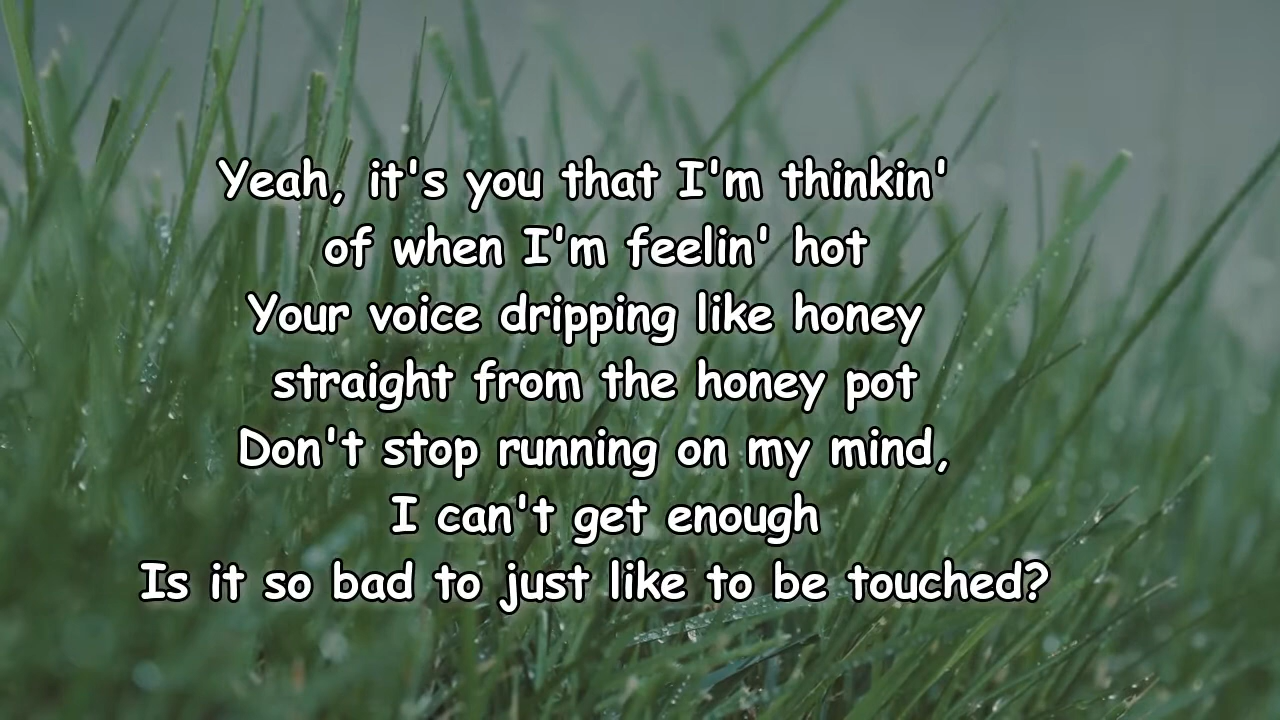 Yeah, it's you that I'm thinkin'
of when I'm feelin' hot
Your voice dripping like honey
straight from the honey pot
Don't stop running on my mind,
I can't get enough
Is it so bad to just like to be touched?